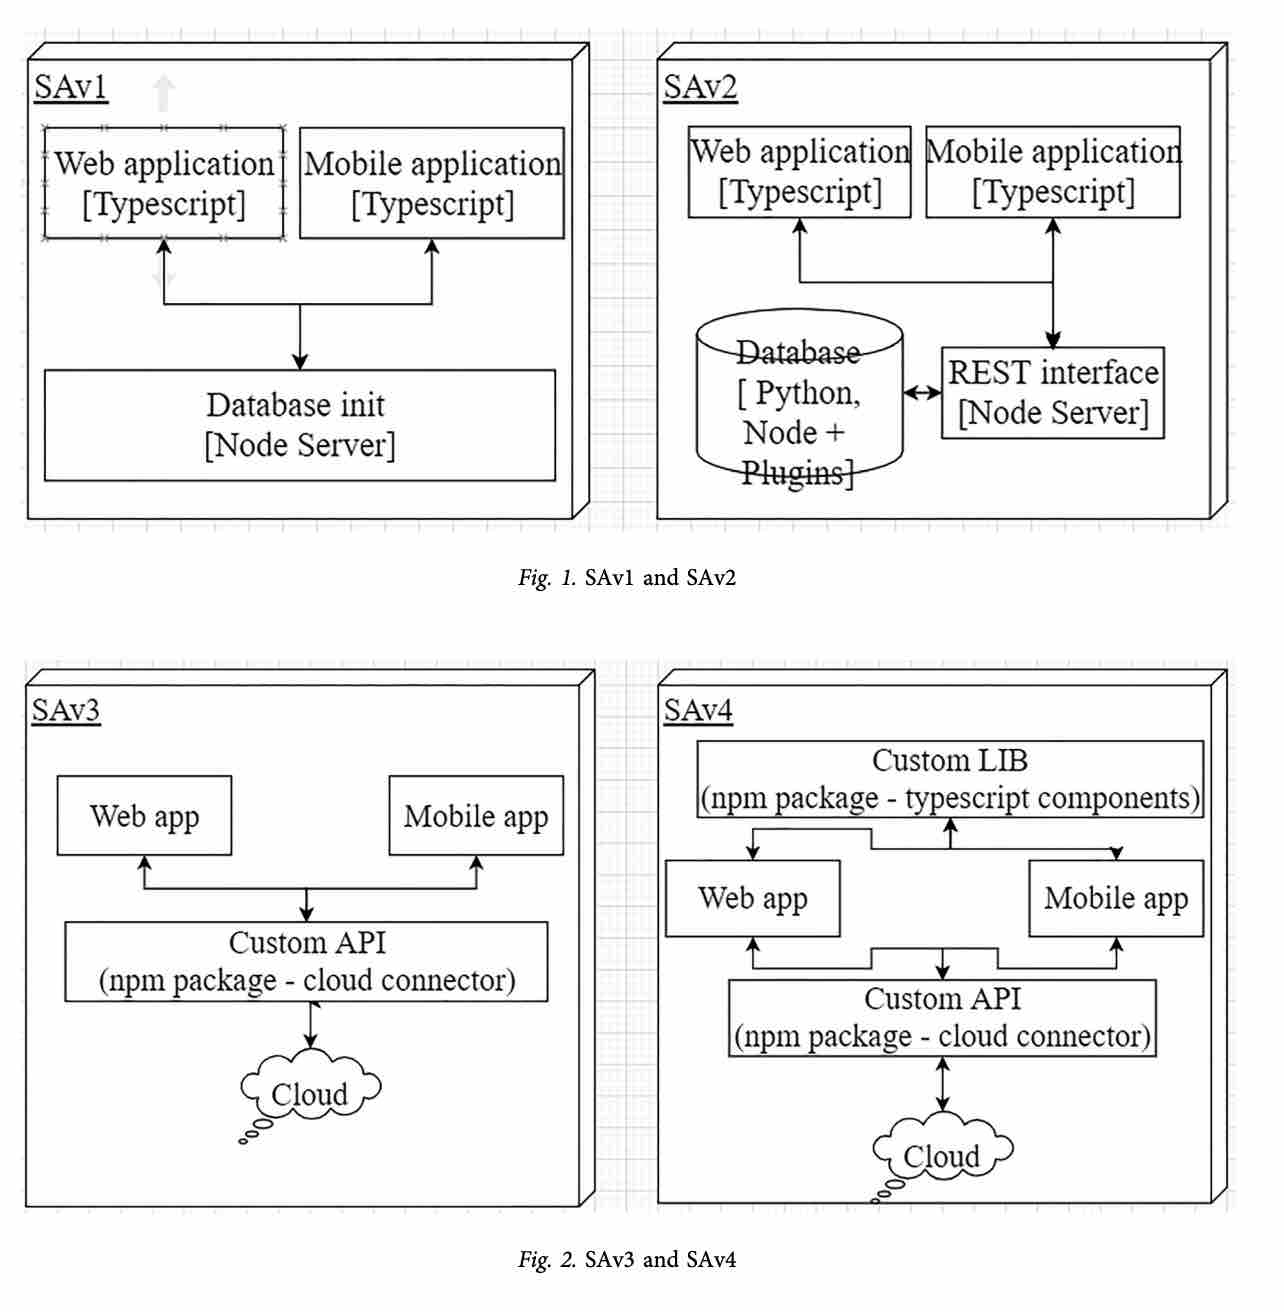 SAv1
Web application
[Typescript]
Mobile application
[Typescript]
Database init
[Node Server]
SAv2
Web application
[Typescript]
Mobile application
[Typescript]
Database
[ Python,
Node +
Plugins]
REST interface
[Node Server]
Fig. 1. SAv1 and SAv2
SAv3
Web app
Mobile app
Custom API
(npm package - cloud connector)
Cloud
SAv4
Custom LIB
(npm package - typescript components)
Web app
Mobile app
Custom API
(npm package - cloud connector)
Cloud
Fig. 2. SAv3 and SAv4